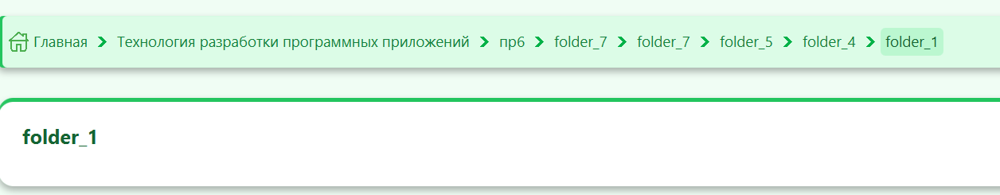 Главная Технология разработки программных приложений пр6 folder_7 folder_7 folder_5 folder_4 folder_1
folder_1